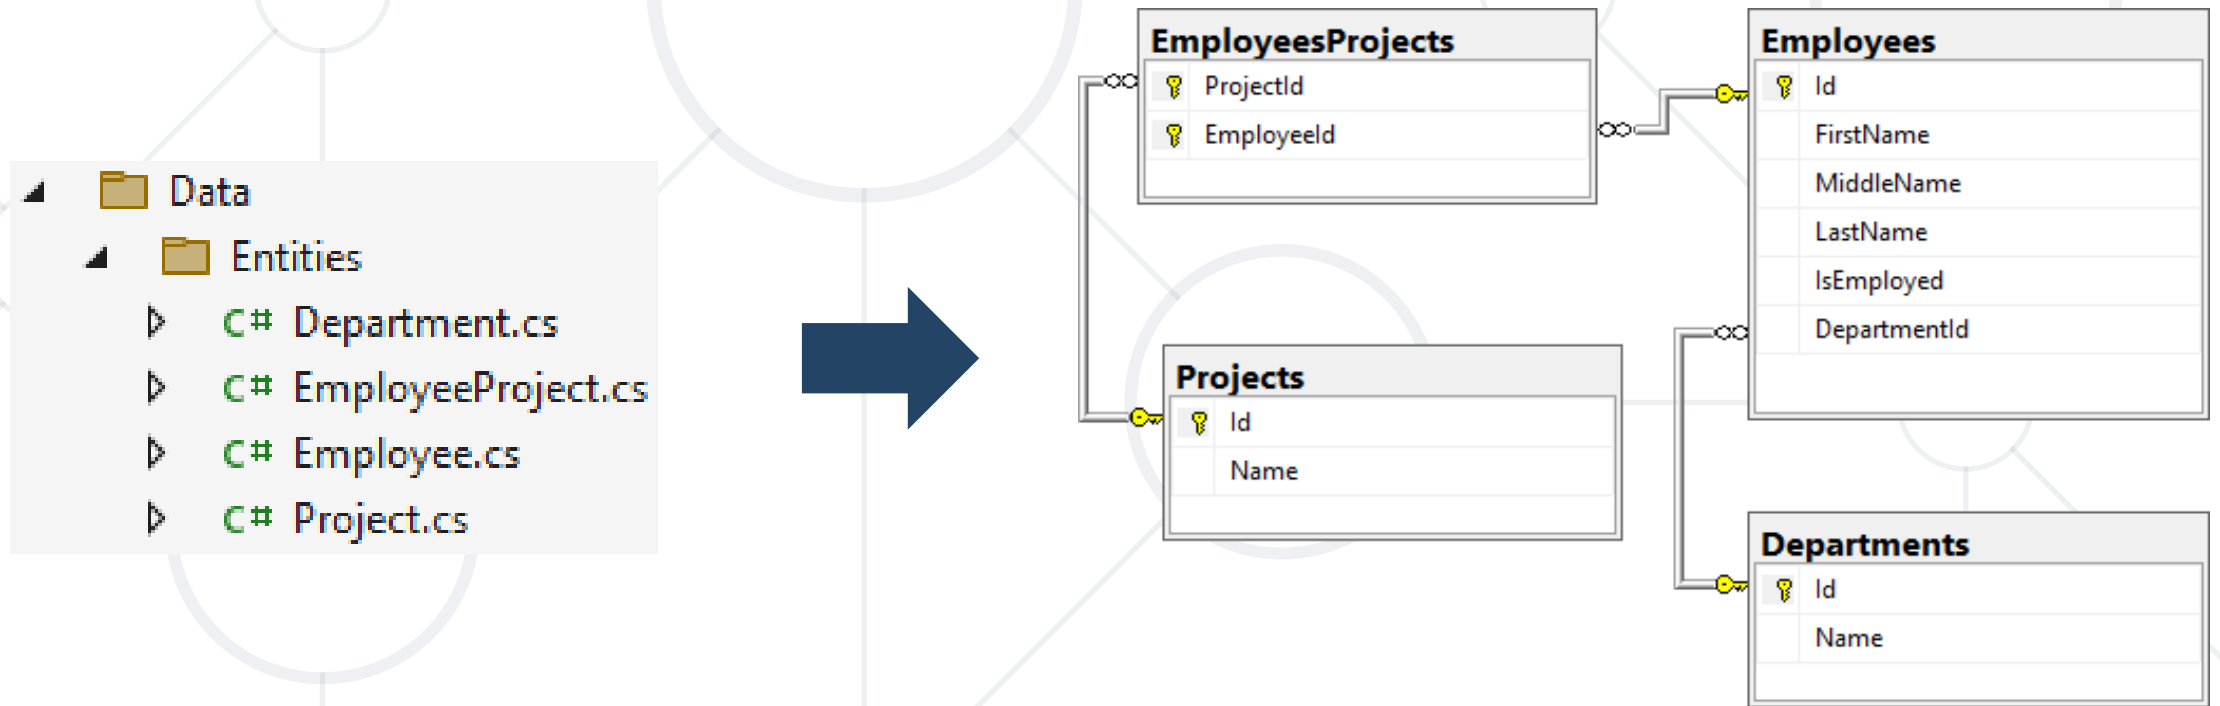 Data
Entities
C# Department.cs
C# EmployeeProject.cs
C# Employee.cs
C# Project.cs
EmployeesProjects
ProjectId
EmployeeId
Projects
Id
Name
Employees
Id
FirstName
MiddleName
LastName
IsEmployed
DepartmentId
Departments
Id
Name